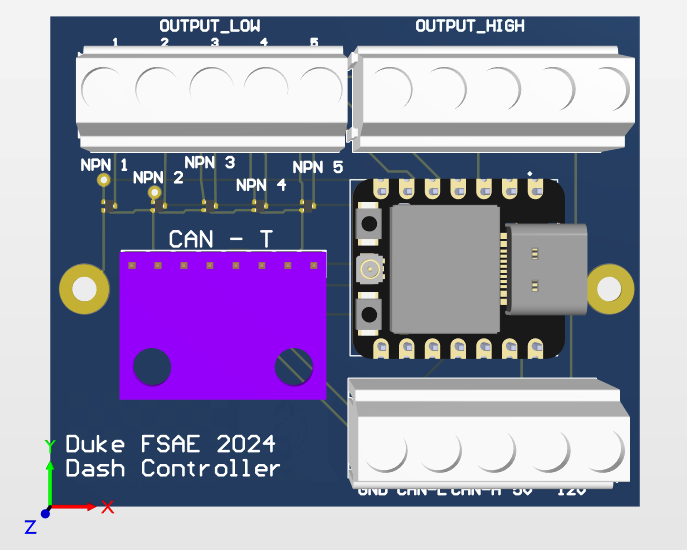 OUTPUT_LOW OUTPUT_HIGH
1 2 3 4 5
NPN 1 NPN 2 NPN 3 NPN 4 NPN 5
CAN - T
Duke FSAE 2024
Dash Controller
GND CAN-L CAN-H 5V 12V
Y
X
Z